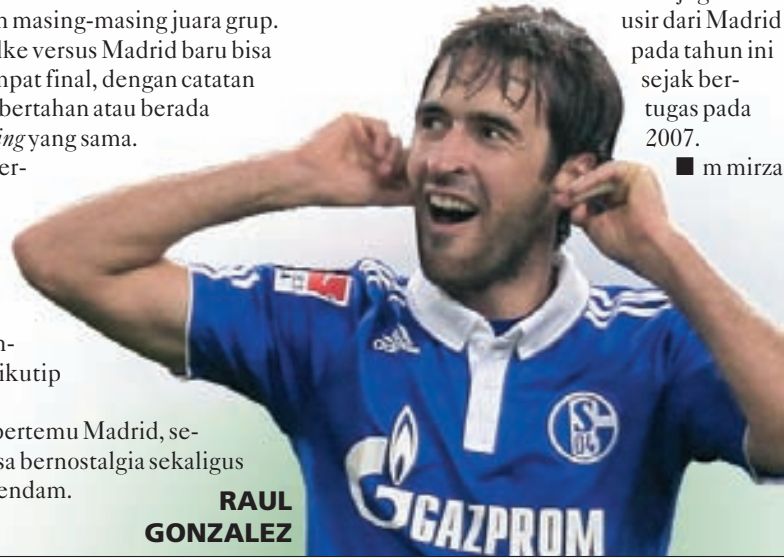 masing-masing juara grup.
lke versus Madrid baru bisa
pat final, dengan catatan
bertahan atau berada
ing yang sama.
er-
n-
ikutip
bertemu Madrid, se-
sa bernostalgia sekaligus
endam.
usir dari Madrid
pada tahun ini
sejak ber-
tugas pada
2007.
■ m mirza
RAUL
GONZALEZ
S
04
GAZPROM